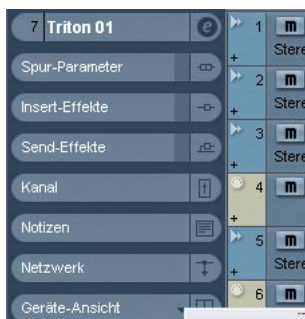 7 Triton 01 e
Spur-Parameter
Insert-Effekte
Send-Effekte
Kanal
Notizen
Netzwerk
Geräte-Ansicht
1 m
Stere
+
2 m
Stere
+
3 m
Stere
+
4 m
+
5 m
Stere
+
6 m